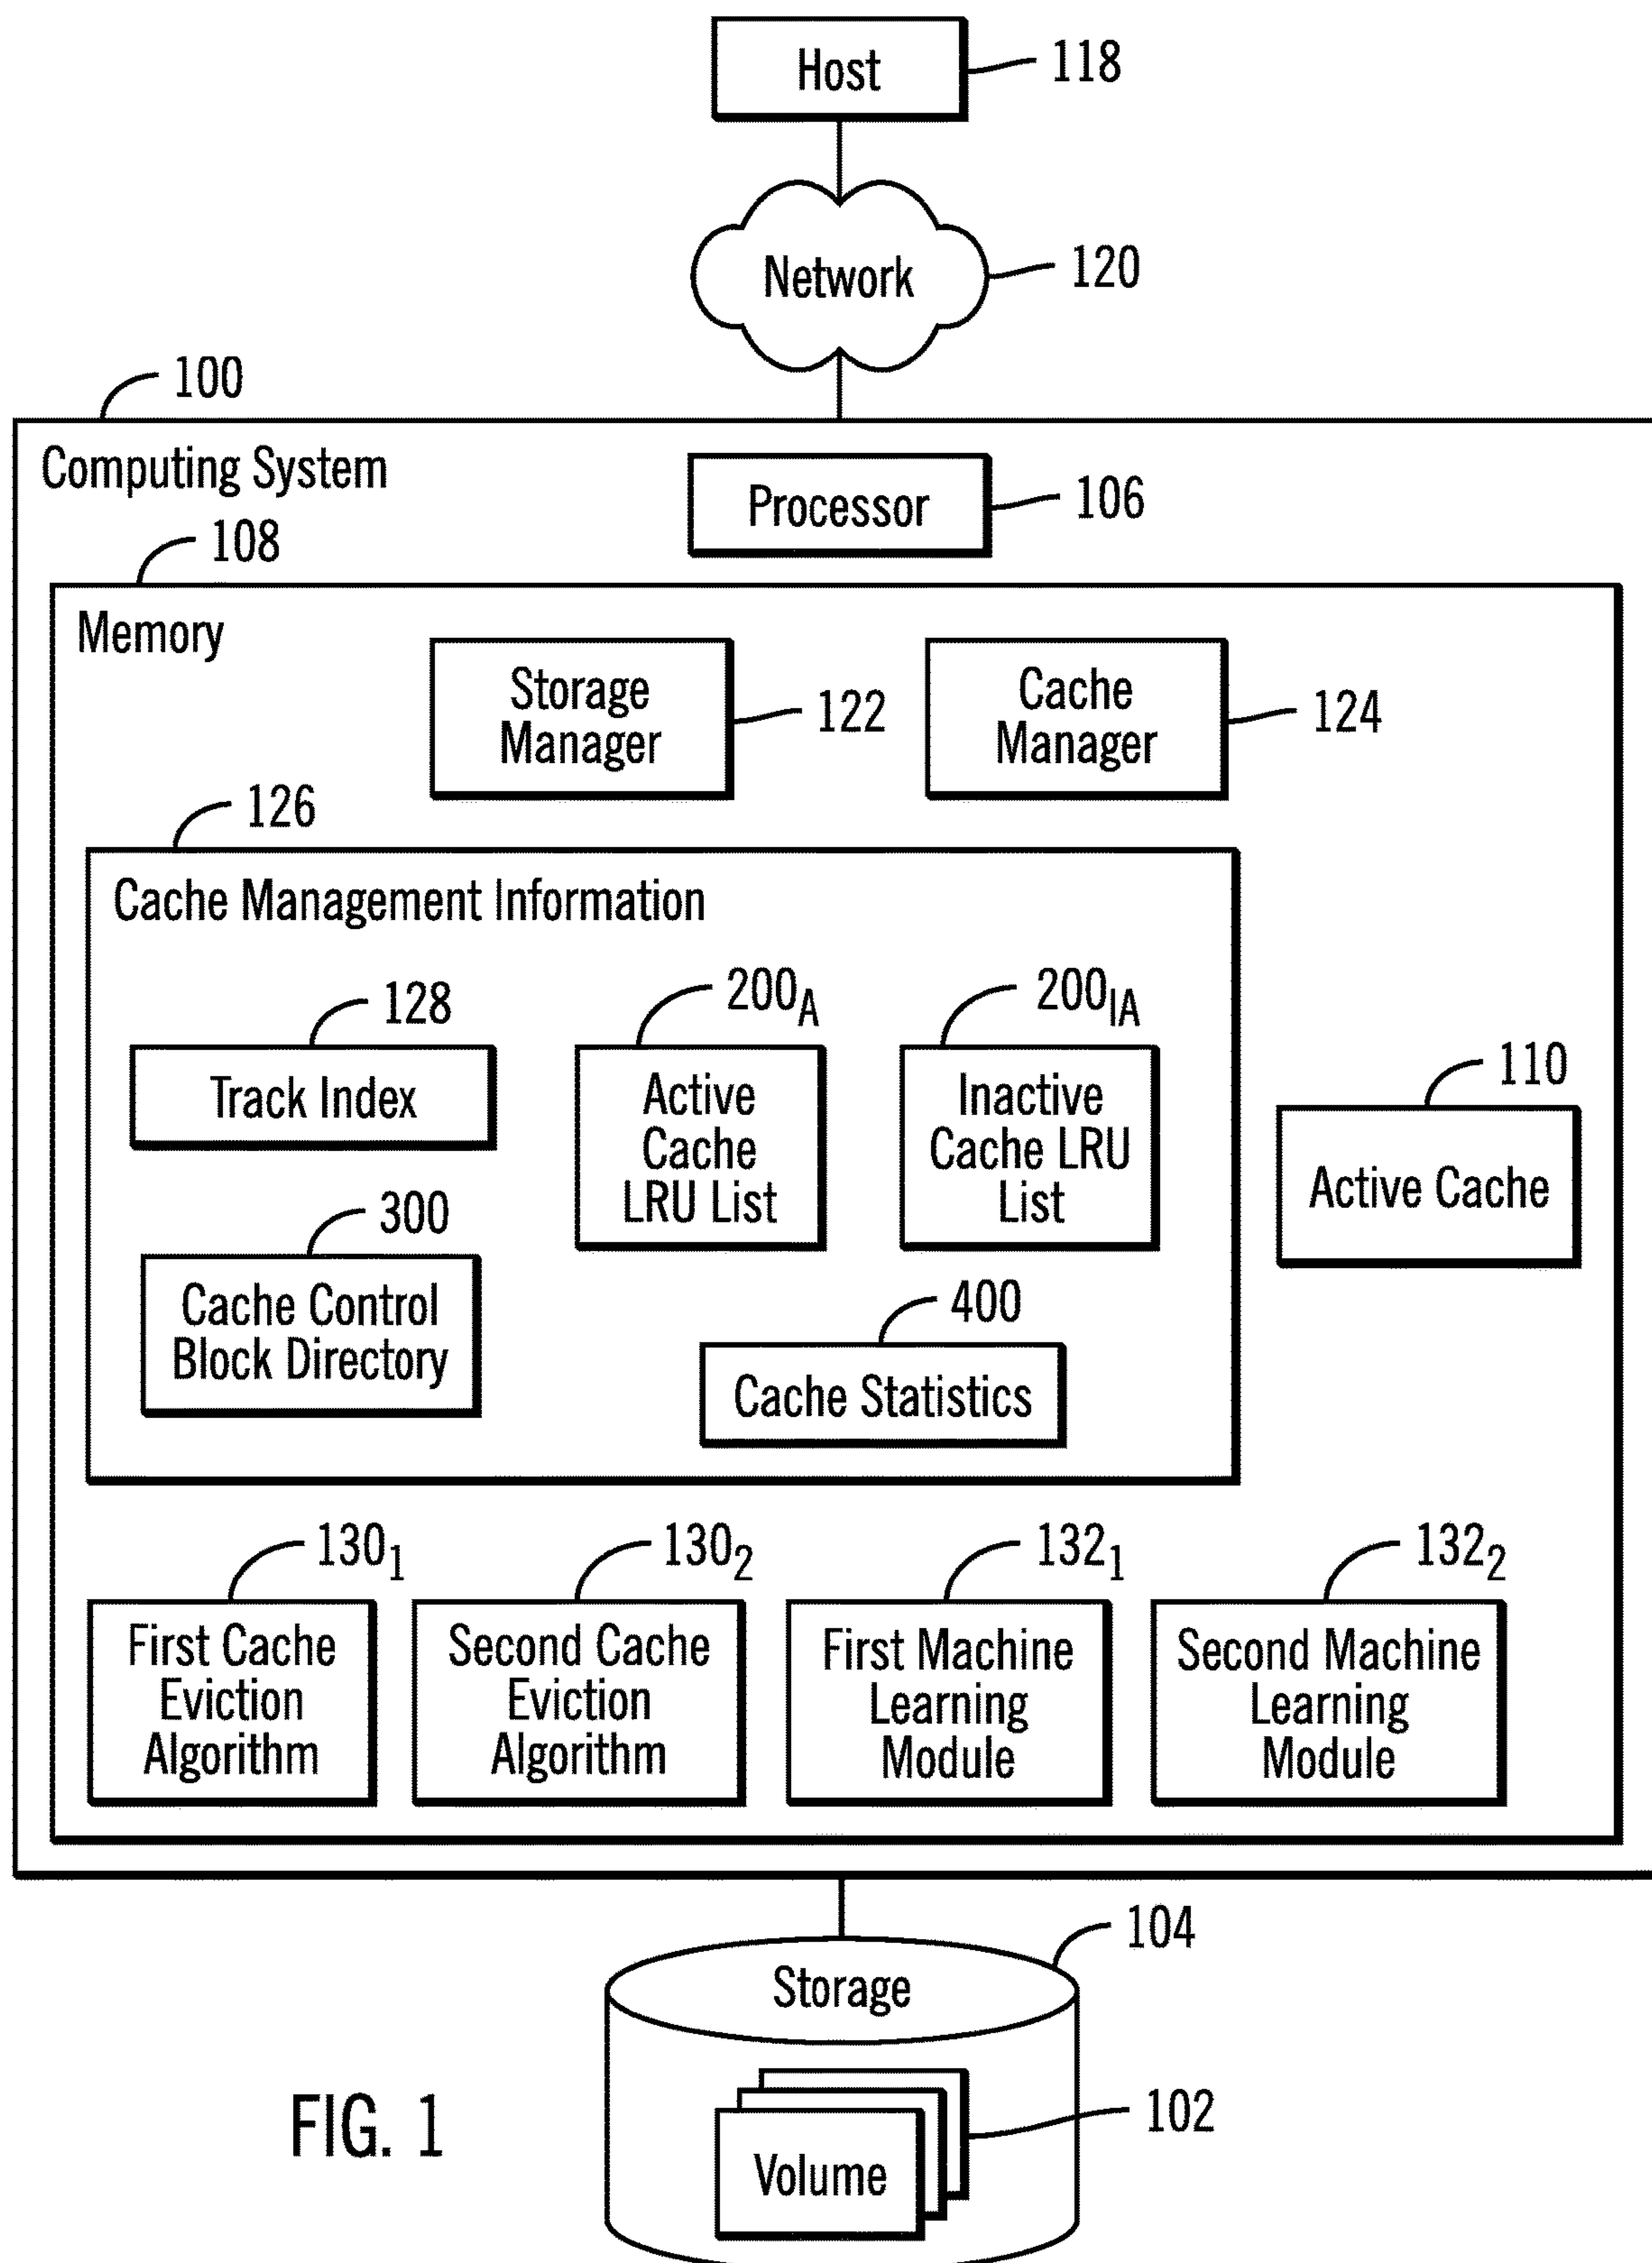 Host
118
Network
120
100
Computing System
Processor
106
108
Memory
Storage
Manager
122
Cache
Manager
124
126
Cache Management Information
128
Track Index
200A
Active
Cache
LRU List
200IA
Inactive
Cache LRU
List
110
Active Cache
300
Cache Control
Block Directory
400
Cache Statistics
1301
First Cache
Eviction
Algorithm
1302
Second Cache
Eviction
Algorithm
1321
First Machine
Learning
Module
1322
Second Machine
Learning
Module
104
Storage
102
Volume
FIG. 1